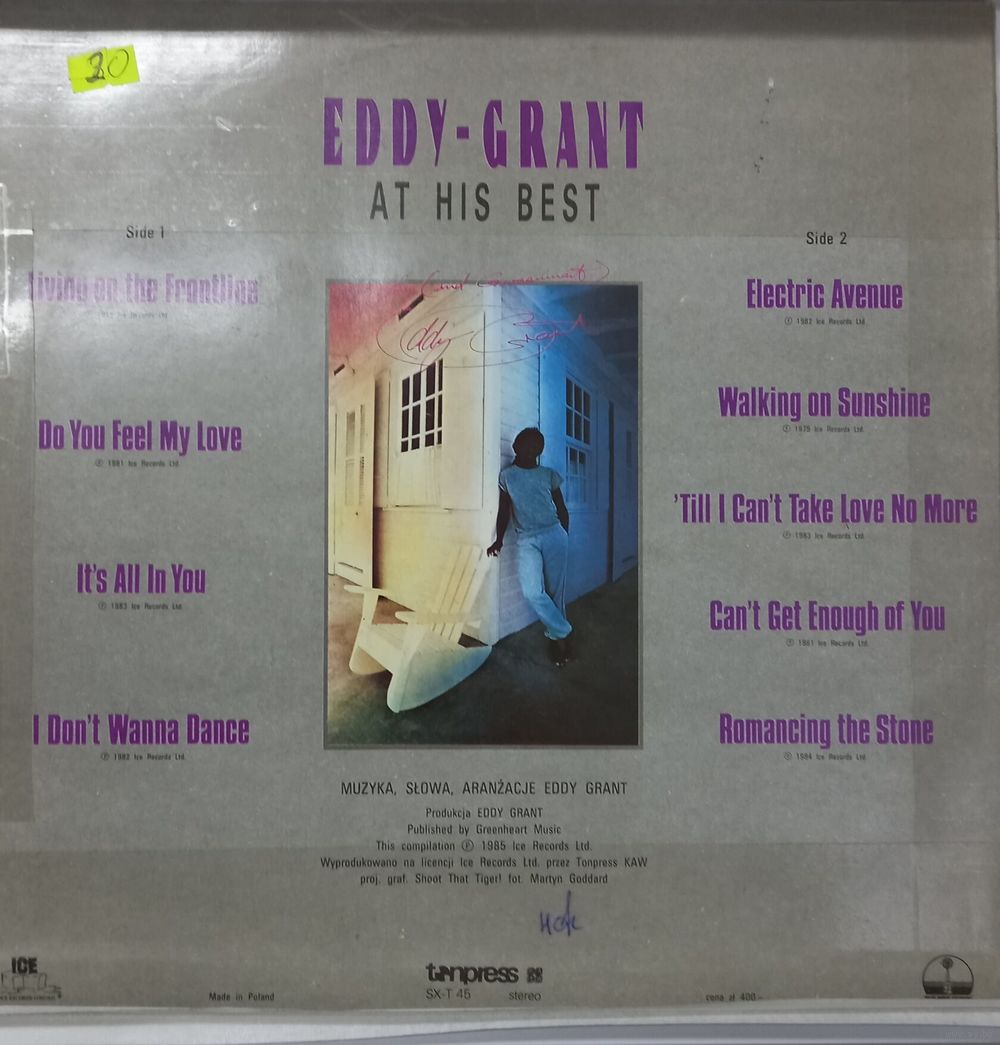 30
EDDY-GRANT
AT HIS BEST
Side 1
Living on the Frontline
Do You Feel My Love
℗ 1981 Ice Records Ltd.
It's All In You
℗ 1983 Ice Records Ltd.
I Don't Wanna Dance
℗ 1982 Ice Records Ltd.
Eddy Grant
Side 2
Electric Avenue
℗ 1982 Ice Records Ltd
Walking on Sunshine
℗ 1979 Ice Records Ltd.
'Till I Can't Take Love No More
℗ 1983 Ice Records Ltd.
Can't Get Enough of You
℗ 1981 Ice Records Ltd.
Romancing the Stone
℗ 1984 Ice Records Ltd.
MUZYKA, SŁOWA, ARANŻACJE EDDY GRANT
Produkcja EDDY GRANT
Published by Greenheart Music
This compilation ℗ 1985 Ice Records Ltd.
Wyprodukowano na licencji Ice Records Ltd. przez Tonpress KAW
proj. graf. Shoot That Tiger! fot. Martyn Goddard
ICE
Made in Poland
tonpress
SX-T 45 stereo
cena zł 400.-